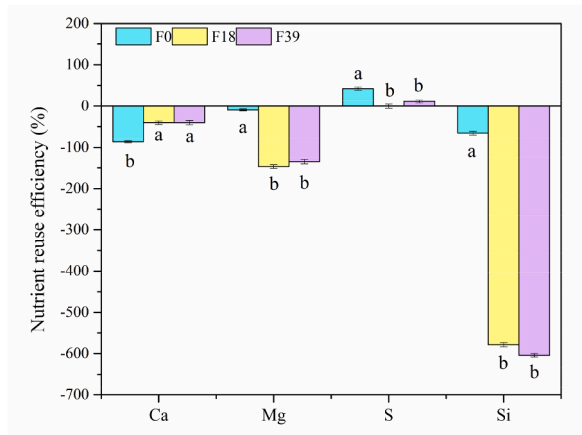 Nutrient reuse efficiency (%)
200
100
0
-100
-200
-300
-400
-500
-600
-700
F0 F18 F39
b a a
a b b
a b b
a b b
Ca Mg S Si